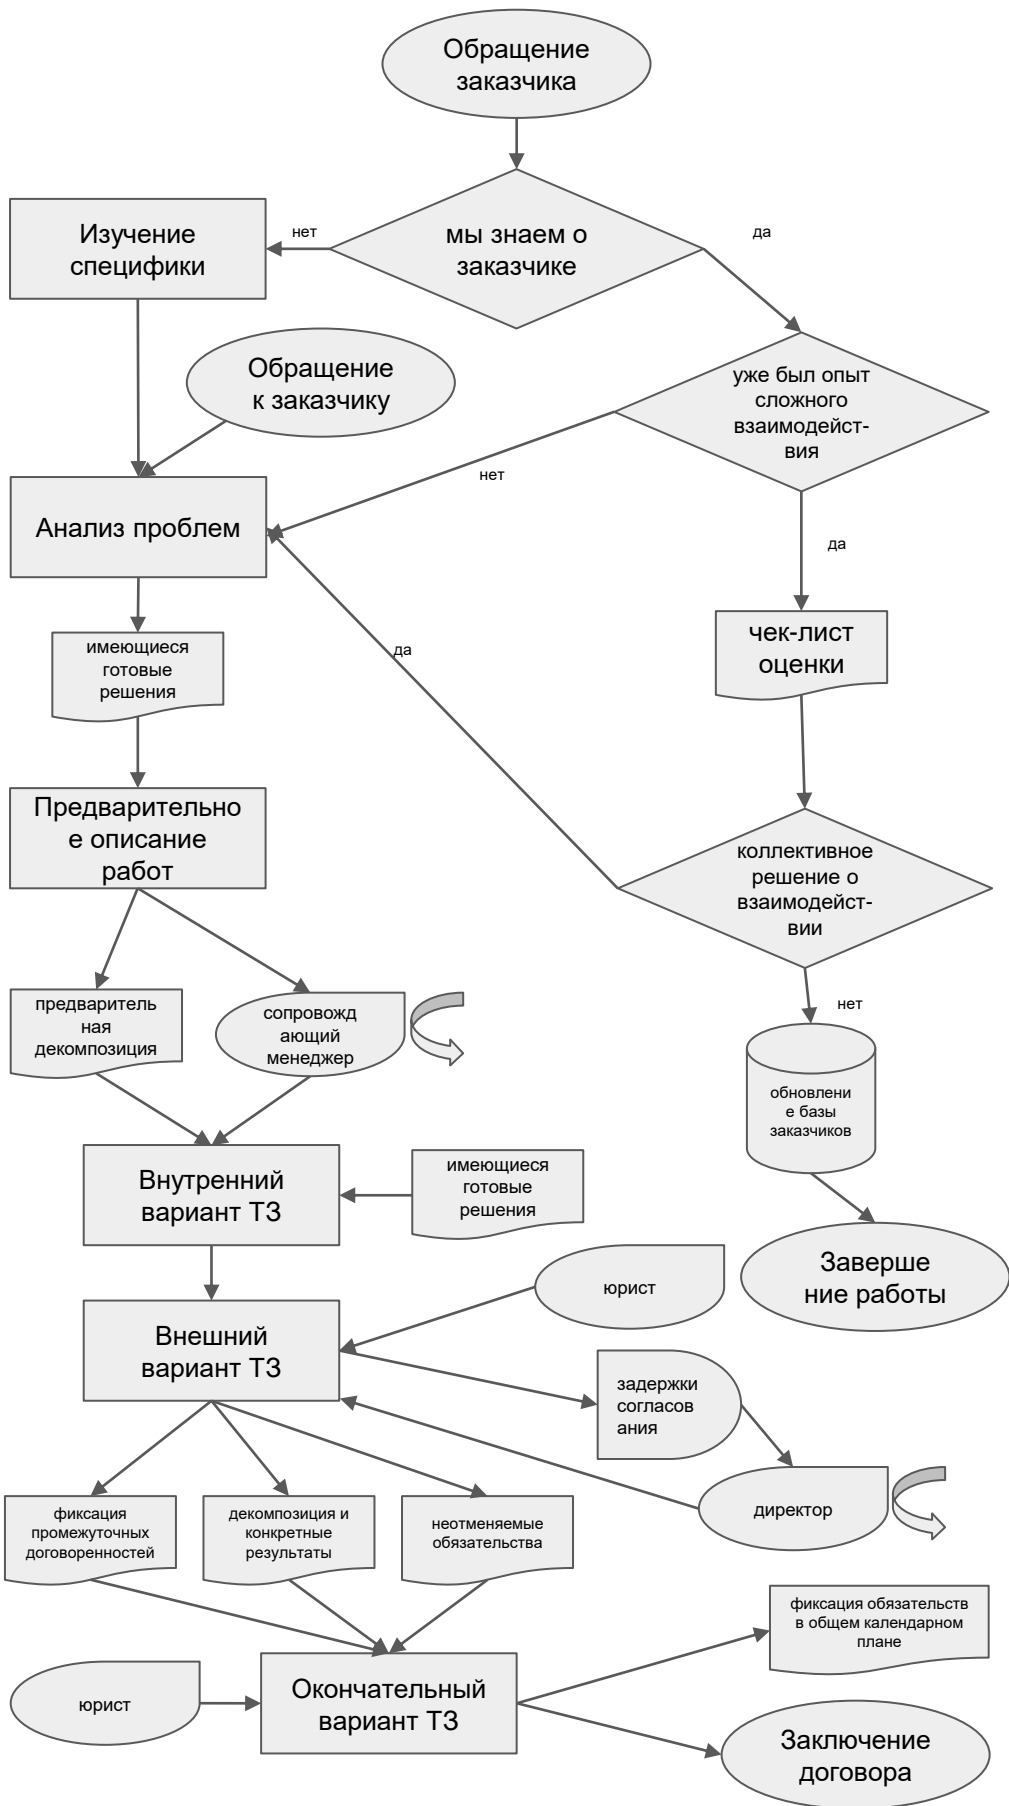 Обращение
заказчика
мы знаем о
заказчике
нет
да
Изучение
специфики
Обращение
к заказчику
уже был опыт
сложного
взаимодейст-
вия
нет
да
Анализ проблем
имеющиеся
готовые
решения
чек-лист
оценки
да
Предварительно
е описание
работ
коллективное
решение о
взаимодейст-
вии
нет
предваритель
ная
декомпозиция
сопровожд
ающий
менеджер
обновлени
е базы
заказчиков
Внутренний
вариант ТЗ
имеющиеся
готовые
решения
Заверше
ние работы
юрист
Внешний
вариант ТЗ
задержки
согласов
ания
директор
фиксация
промежуточных
договоренностей
декомпозиция и
конкретные
результаты
неотменяемые
обязательства
фиксация обязательств
в общем календарном
плане
юрист
Окончательный
вариант ТЗ
Заключение
договора